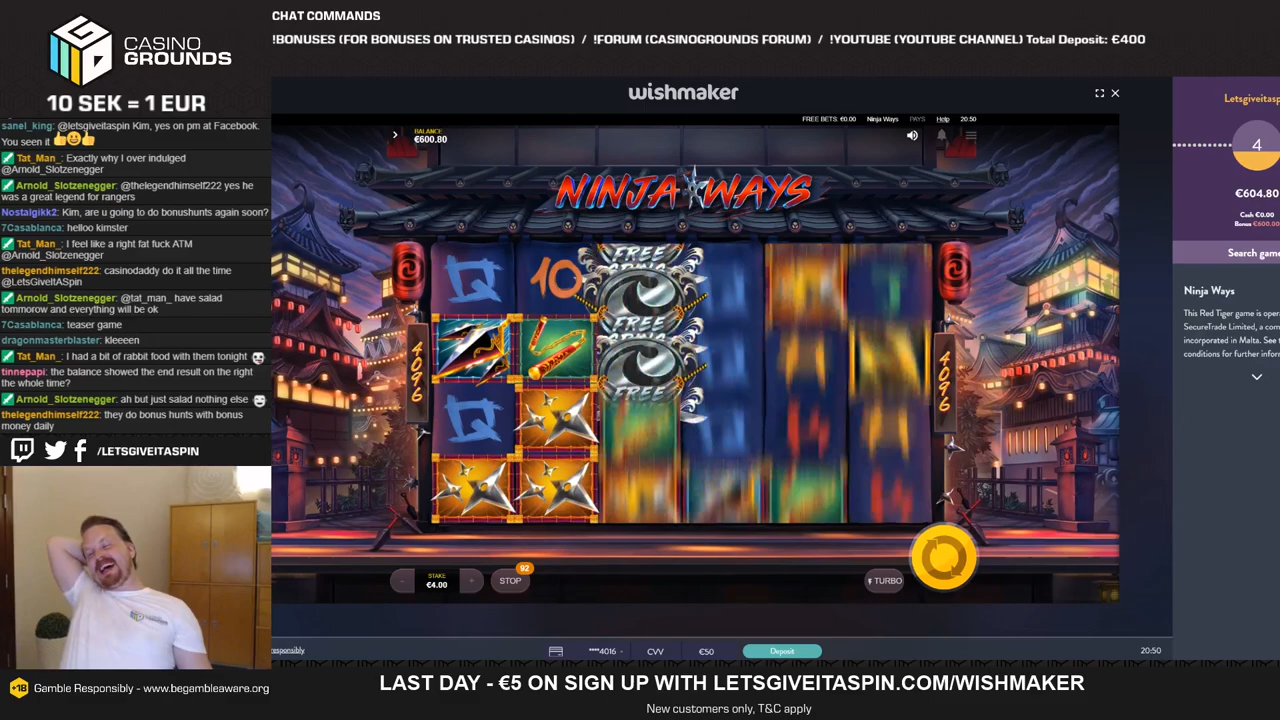 CHAT COMMANDS
!BONUSES (FOR BONUSES ON TRUSTED CASINOS) / !FORUM (CASINOGROUNDS FORUM) / !YOUTUBE (YOUTUBE CHANNEL) Total Deposit: €400
CASINO
GROUNDS
10 SEK = 1 EUR
sanel_king: @letsgiveitaspin Kim, yes on pm at Facebook.
You seen it
Tat_Man_: Exactly why I over indulged
@Arnold_Slotzenegger
Arnold_Slotzenegger: @thelegendhimself222 yes he
was a great legend for rangers
Nostalgikk2: Kim, are u going to do bonushunts again soon?
7Casablanca: helloo kimster
Tat_Man_: I feel like a right fat fuck ATM
@Arnold_Slotzenegger
thelegendhimself222: casinodaddy do it all the time
@LetsGiveItASpin
Arnold_Slotzenegger: @tat_man_ have salad
tommorow and everything will be ok
7Casablanca: teaser game
dragonmasterblaster: kleeeen
Tat_Man_: I had a bit of rabbit food with them tonight
tinnepapi: the balance showed the end result on the right
the whole time?
Arnold_Slotzenegger: ah but just salad nothing else
thelegendhimself222: they do bonus hunts with bonus
money daily
/LETSGIVEITASPIN
wishmaker
FREE BETS: €0.00 Ninja Ways PAYS Help 20:50
BALANCE
€600.80
NINJA WAYS
Q
10
FREE
FREE
FREE
Q
4096
4096
STAKE
€4.00
STOP
92
TURBO
Letsgiveitasp
4
€604.80
Cash €0.00
Bonus €600.80
Search game
Ninja Ways
This Red Tiger game is oper
SecureTrade Limited, a com
incorporated in Malta. See t
conditions for further infor
responsibly.
****4016
CVV
€50
Deposit
20:50
+18 Gamble Responsibly - www.begambleaware.org
LAST DAY - €5 ON SIGN UP WITH LETSGIVEITASPIN.COM/WISHMAKER
New customers only, T&C apply